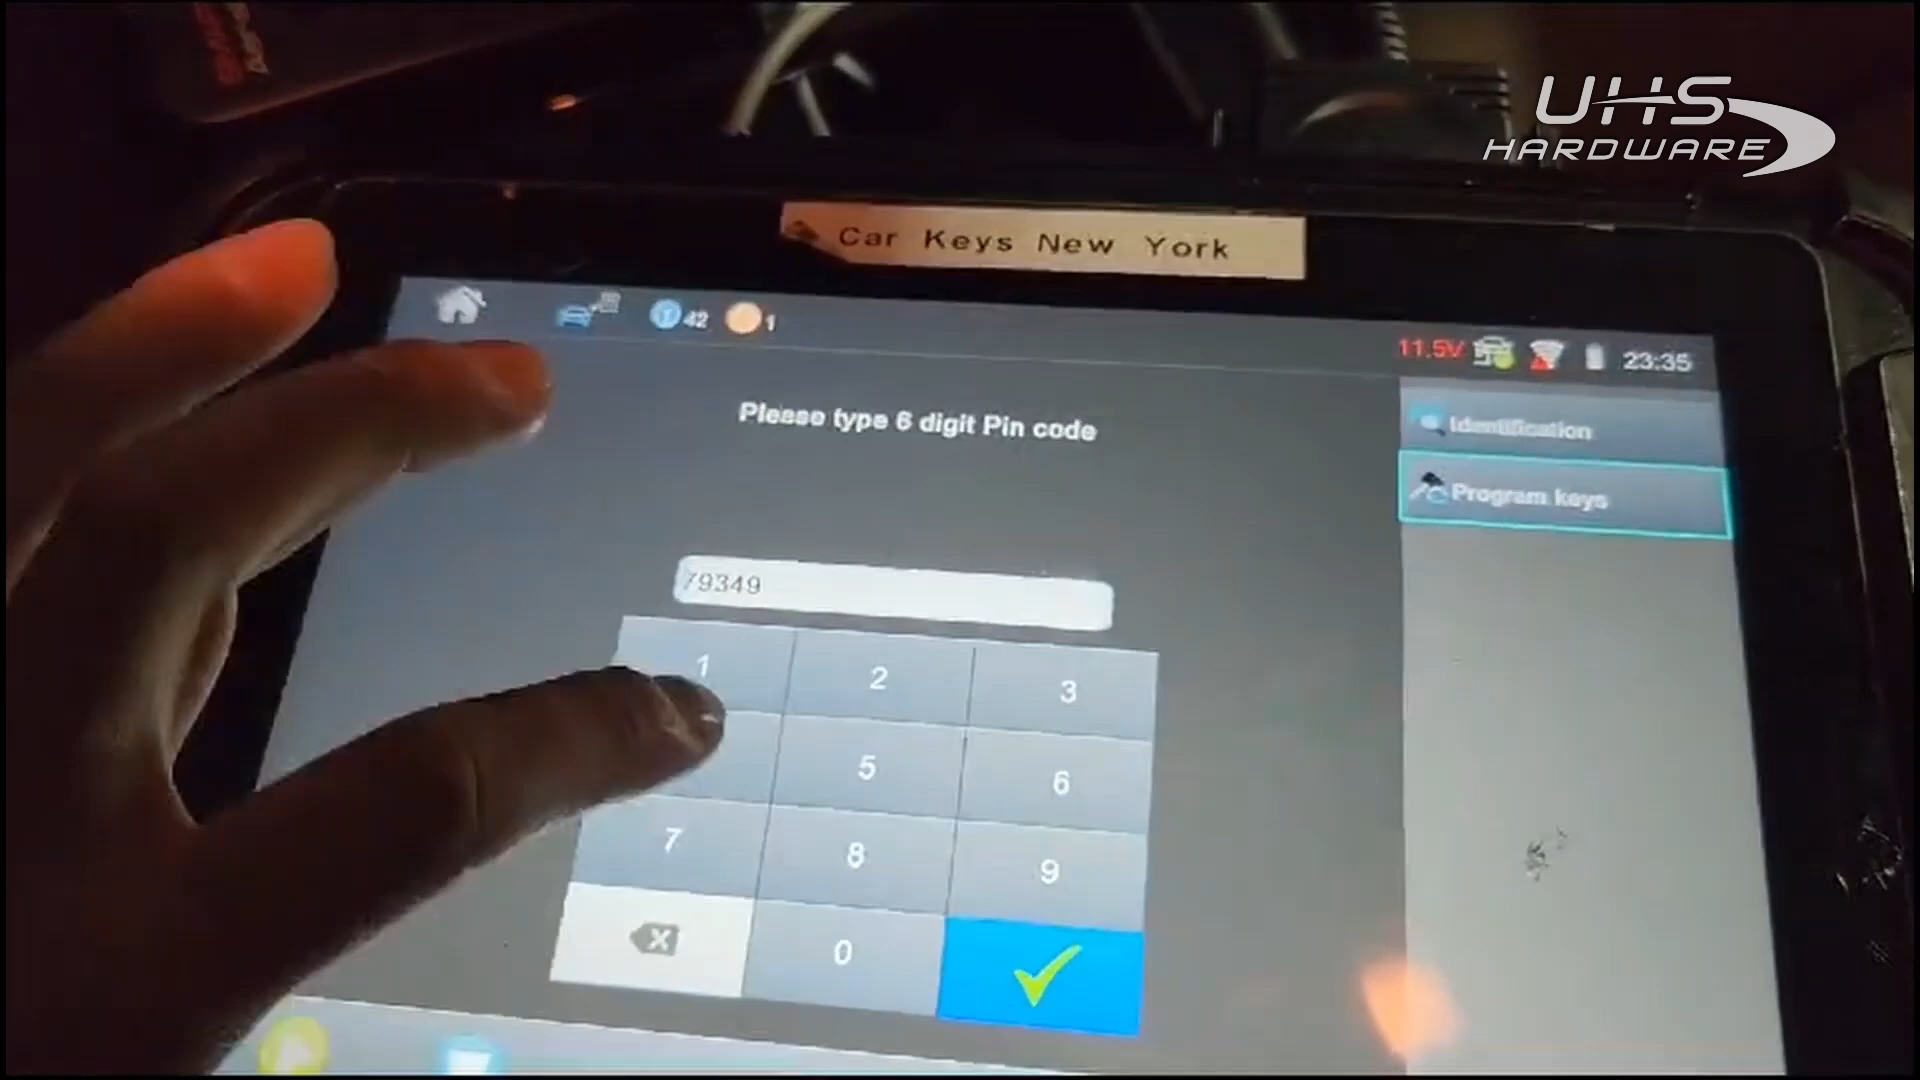 UHS
HARDWARE
Car Keys New York
42
1
11.5V
23:35
Please type 6 digit Pin code
Identification
Program keys
79349
1
2
3
5
6
7
8
9
0